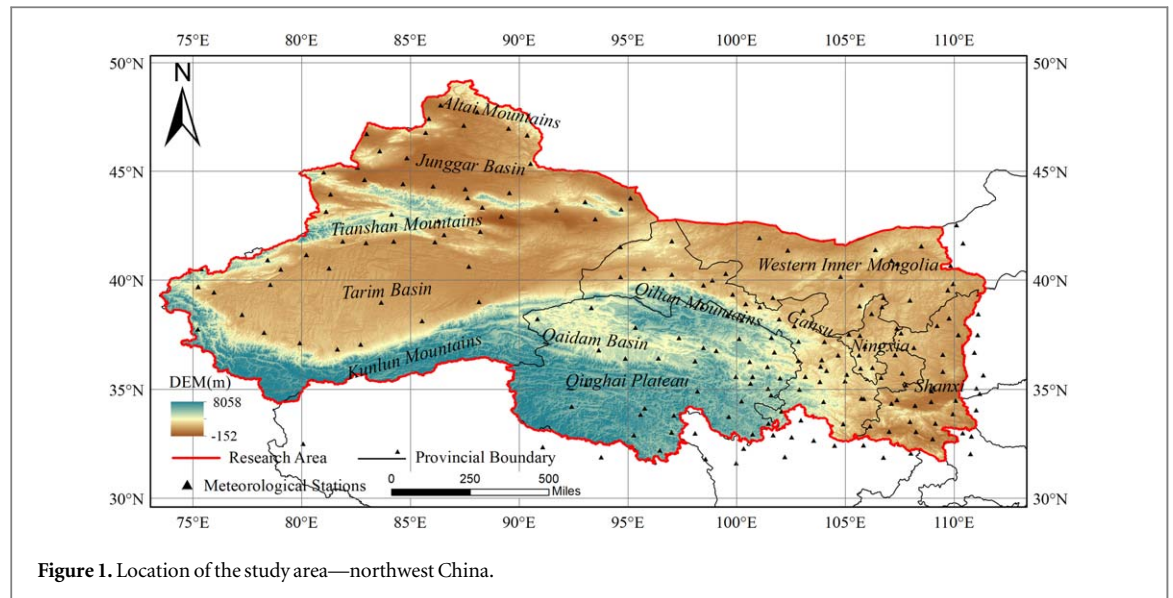 75°E 80°E 85°E 90°E 95°E 100°E 105°E 110°E
50°N 50°N
N
Altai Mountains
Junggar Basin
45°N 45°N
Tianshan Mountains
Western Inner Mongolia
40°N 40°N
Tarim Basin
Qilian Mountains
Gansu
Qaidam Basin
Ningxia
Kunlun Mountains
Qinghai Plateau
Shanxi
35°N 35°N
DEM(m)
8058
-152
Research Area Provincial Boundary
Meteorological Stations
0 250 500
Miles
30°N 30°N
75°E 80°E 85°E 90°E 95°E 100°E 105°E 110°E
Figure 1. Location of the study area—northwest China.